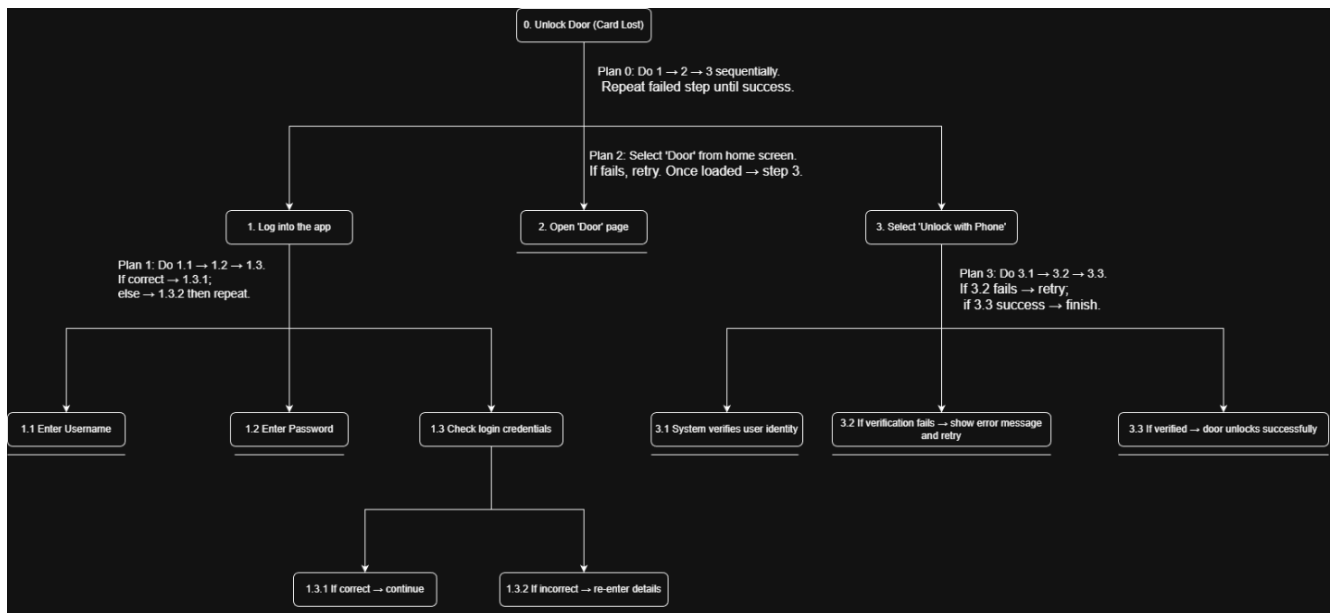 0. Unlock Door (Card Lost)
Plan 0: Do 1 → 2 → 3 sequentially.
Repeat failed step until success.
Plan 2: Select 'Door' from home screen.
If fails, retry. Once loaded → step 3.
1. Log into the app
2. Open 'Door' page
3. Select 'Unlock with Phone'
Plan 1: Do 1.1 → 1.2 → 1.3.
If correct → 1.3.1;
else → 1.3.2 then repeat.
Plan 3: Do 3.1 → 3.2 → 3.3.
If 3.2 fails → retry;
if 3.3 success → finish.
1.1 Enter Username
1.2 Enter Password
1.3 Check login credentials
3.1 System verifies user identity
3.2 If verification fails → show error message
and retry
3.3 If verified → door unlocks successfully
1.3.1 If correct → continue
1.3.2 If incorrect → re-enter details